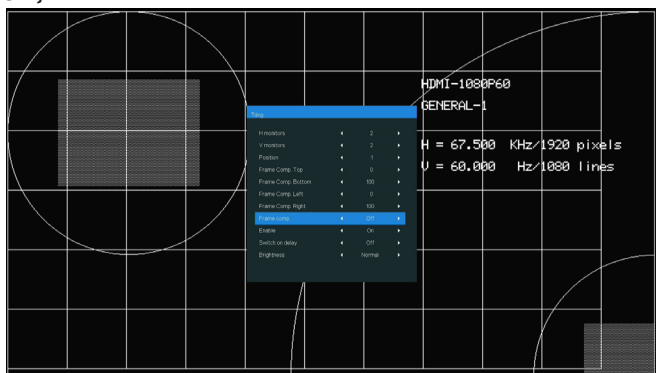 HDMI-1080P60
GENERAL-1
H = 67.500 KHz/1920 pixels
V = 60.000 Hz/1080 lines
Tiling
H monitors 2
V monitors 2
Position 1
Frame Comp. Top 0
Frame Comp. Bottom 100
Frame Comp. Left 0
Frame Comp. Right 100
Frame comp. Off
Enable On
Switch on delay Off
Brightness Normal